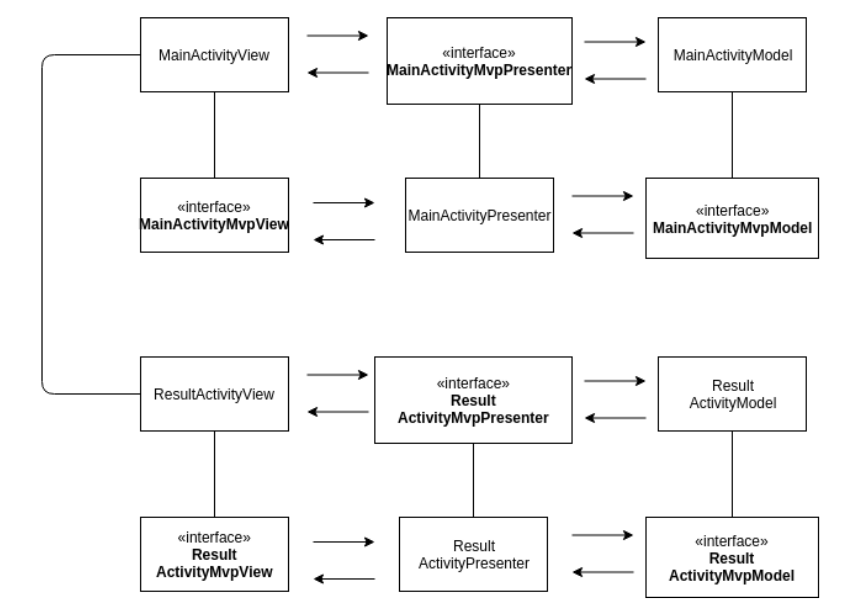 MainActivityView
«interface»
MainActivityMvpPresenter
MainActivityModel
«interface»
MainActivityMvpView
MainActivityPresenter
«interface»
MainActivityMvpModel
ResultActivityView
«interface»
Result
ActivityMvpPresenter
Result
ActivityModel
«interface»
Result
ActivityMvpView
Result
ActivityPresenter
«interface»
Result
ActivityMvpModel